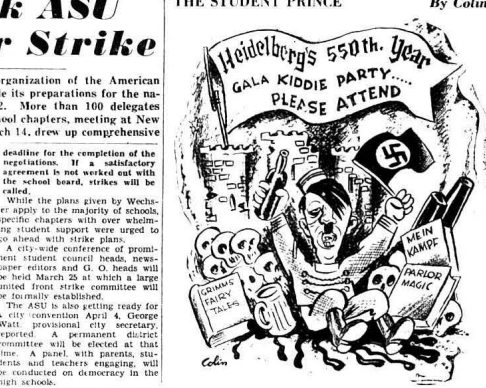 k ASU
r Strike
rganization of the American
le its preparations for the na-
2. More than 100 delegates
ool chapters, meeting at New
ch 14, drew up comprehensive
deadline for the completion of the
negotiations. If a satisfactory
agreement is not worked out with
the school board, strikes will be
called.
While the plans given by Wechs-
er apply to the majority of schools,
specific chapters with over whelm-
ng student support were urged to
go ahead with strike plans.
A city-wide conference of promi-
nent student council heads, news-
paper editors and G. O. heads will
be held March 25 at which a large
united front strike committee will
be formally established.
The ASU is also getting ready for
a city convention April 4, George
Watt, provisional city secretary,
reported. A permanent district
committee will be elected at that
time. A panel, with parents, stu-
dents and teachers engaging, will
be conducted on democracy in the
high schools.
THE STUDENT PRINCE
By Colin
Heidelberg's 550th. Year
GALA KIDDIE PARTY....
PLEASE ATTEND
MEIN
KAMPF
PARLOR
MAGIC
GRIMMS
FAIRY
TALES
Colin